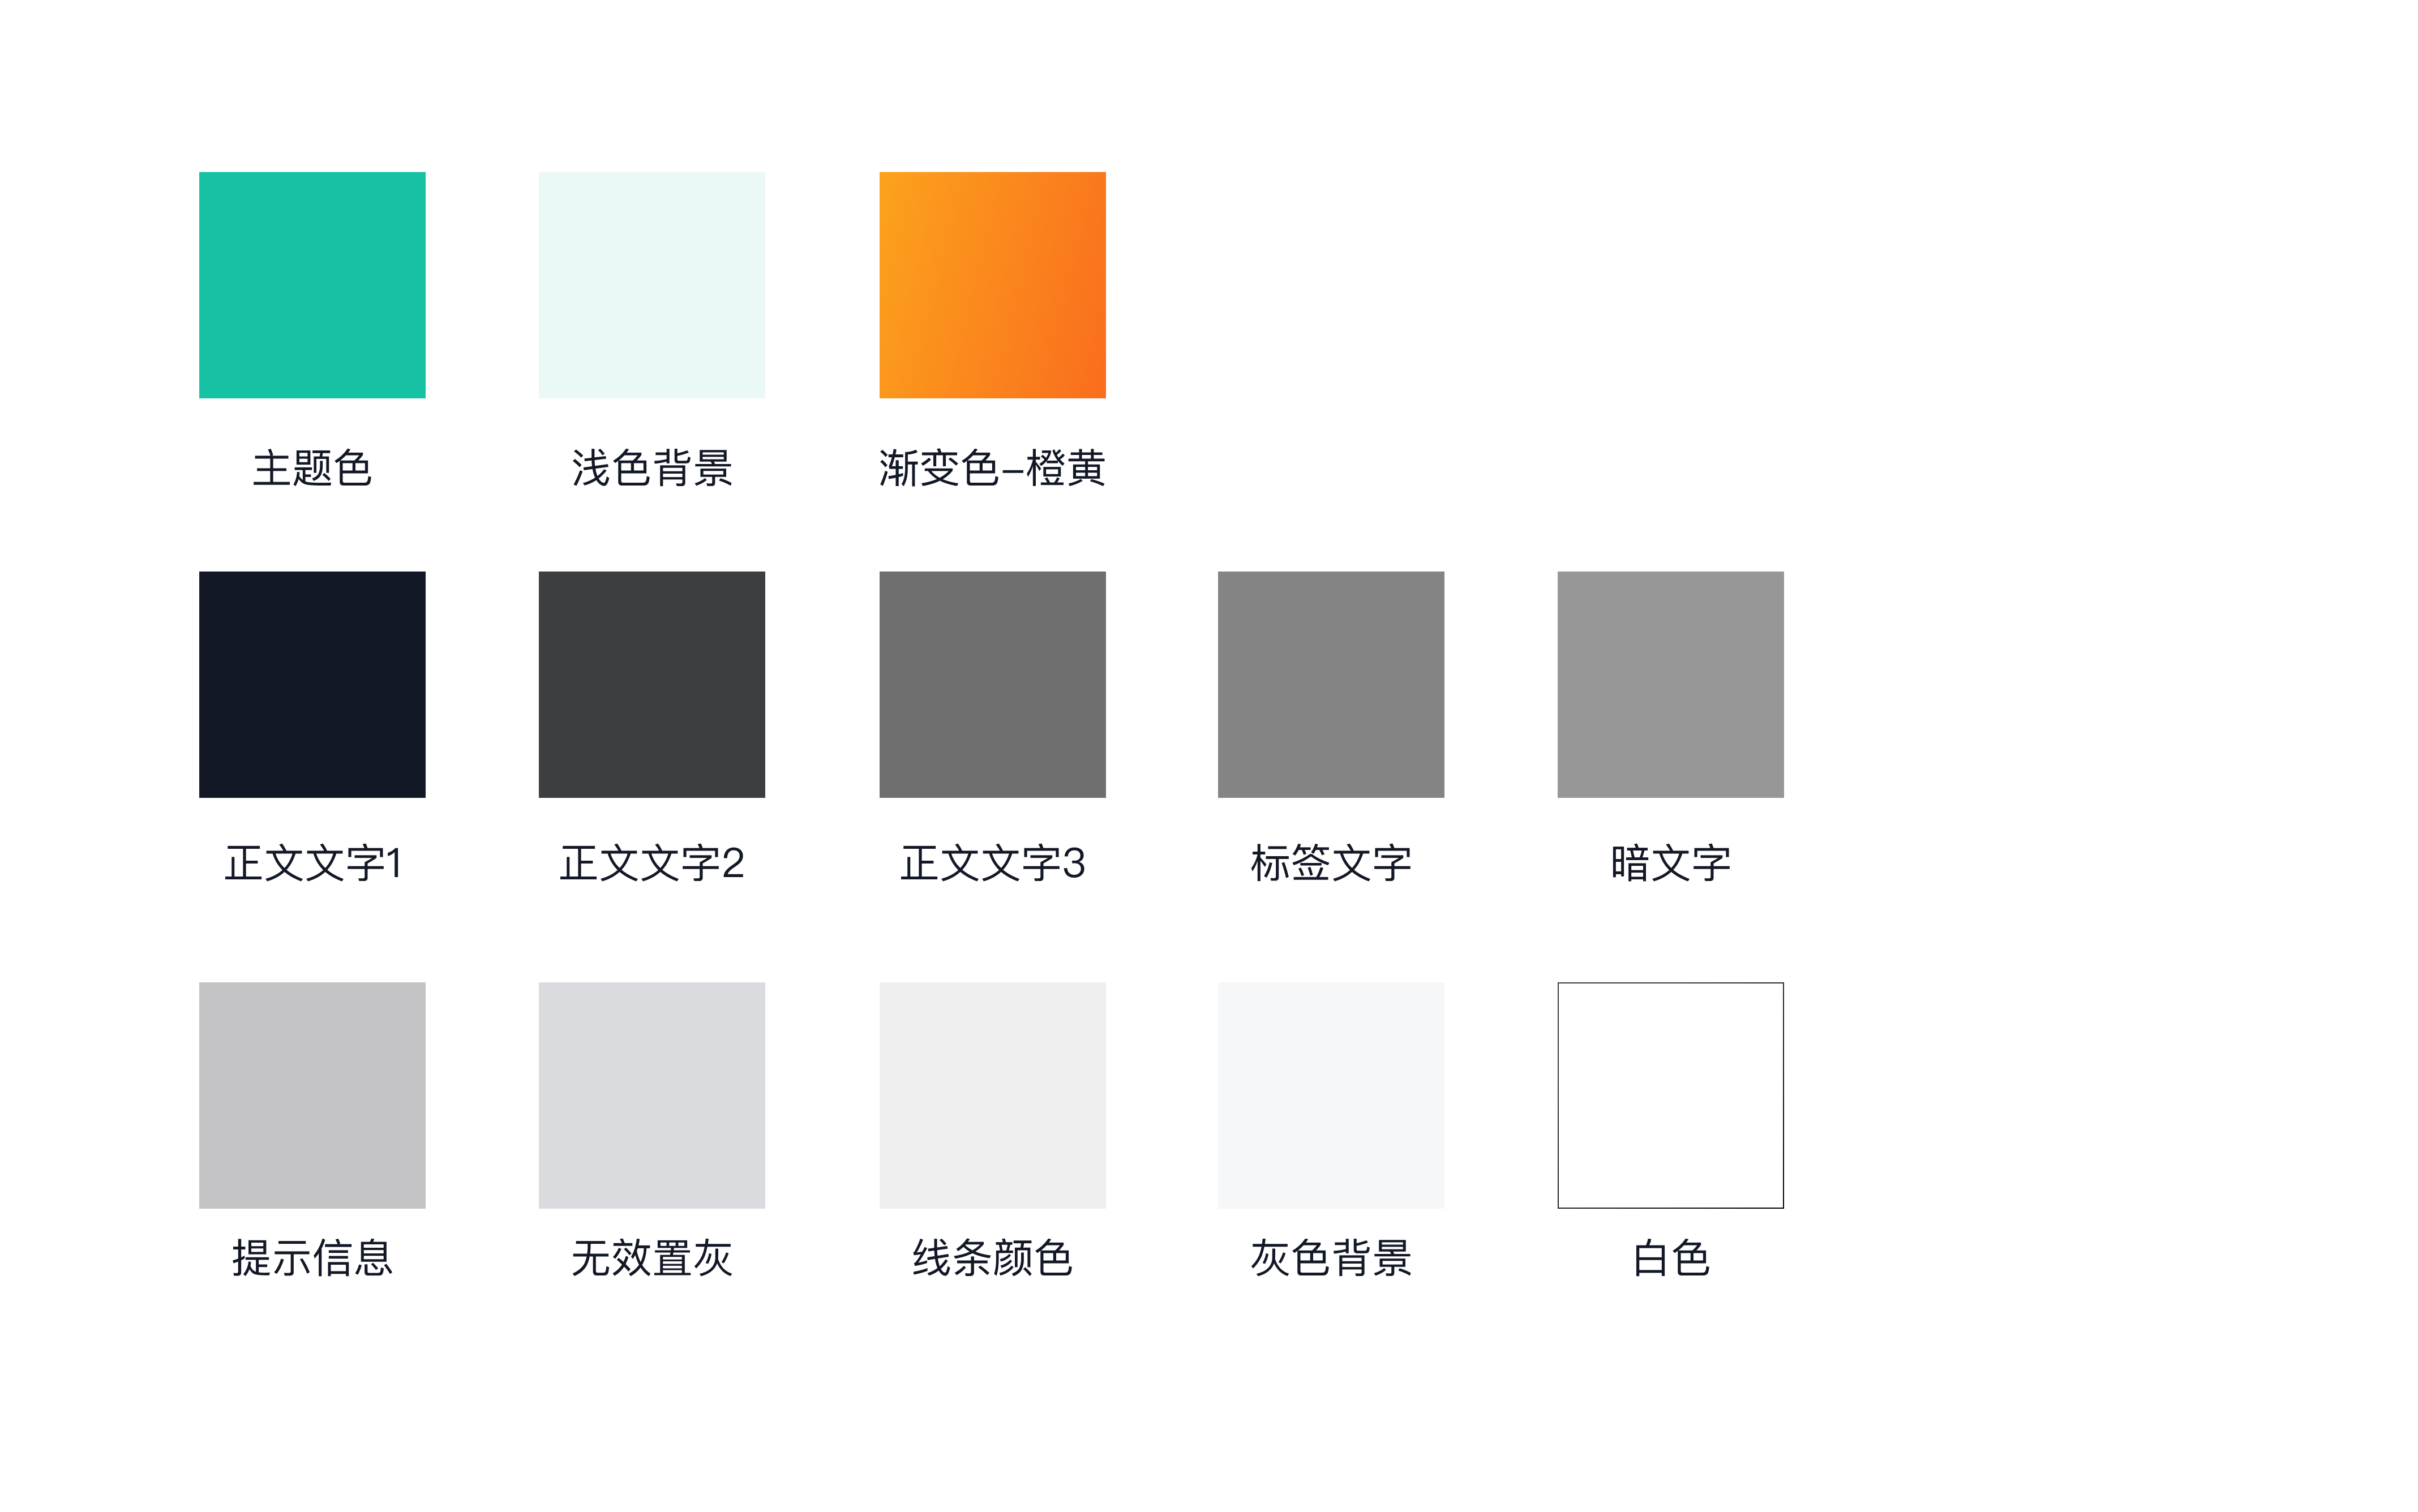 主题色
浅色背景
渐变色–橙黄
正文文字1
正文文字2
正文文字3
标签文字
暗文字
提示信息
无效置灰
线条颜色
灰色背景
白色